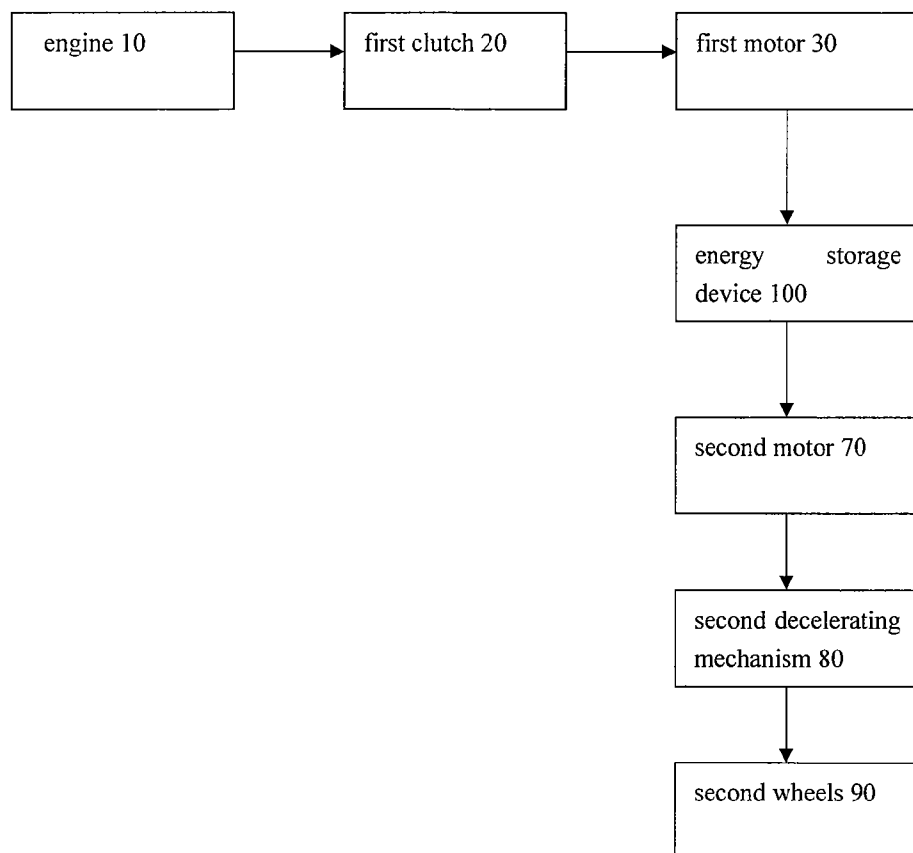 engine 10
first clutch 20
first motor 30
energy storage
device 100
second motor 70
second decelerating
mechanism 80
second wheels 90